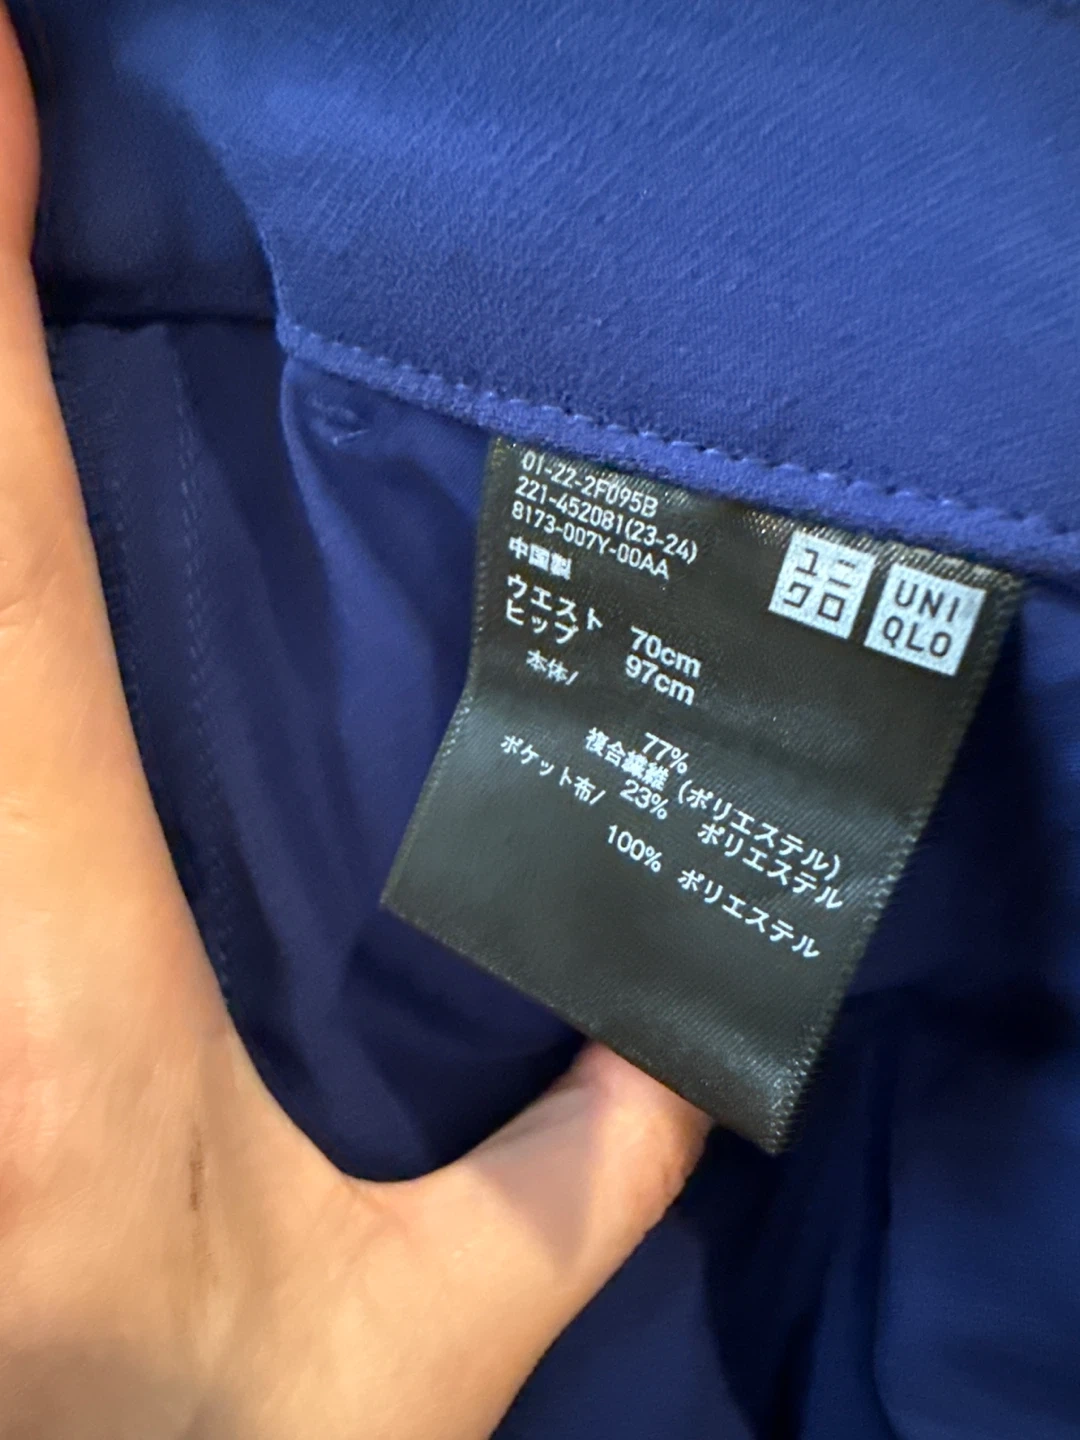 01-22-2F095B
221-452081(23-24)
8173-007Y-00AA
中国製
ユニ
クロ
UNI
QLO
ウエスト 70cm
ヒップ 97cm
本体/
77%
複合繊維 (ポリエステル)
23% ポリエステル
ポケット布/
100% ポリエステル